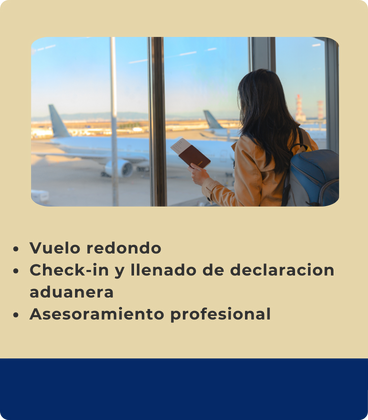 Vuelo redondo
Check-in y llenado de declaracion
aduanera
Asesoramiento profesional